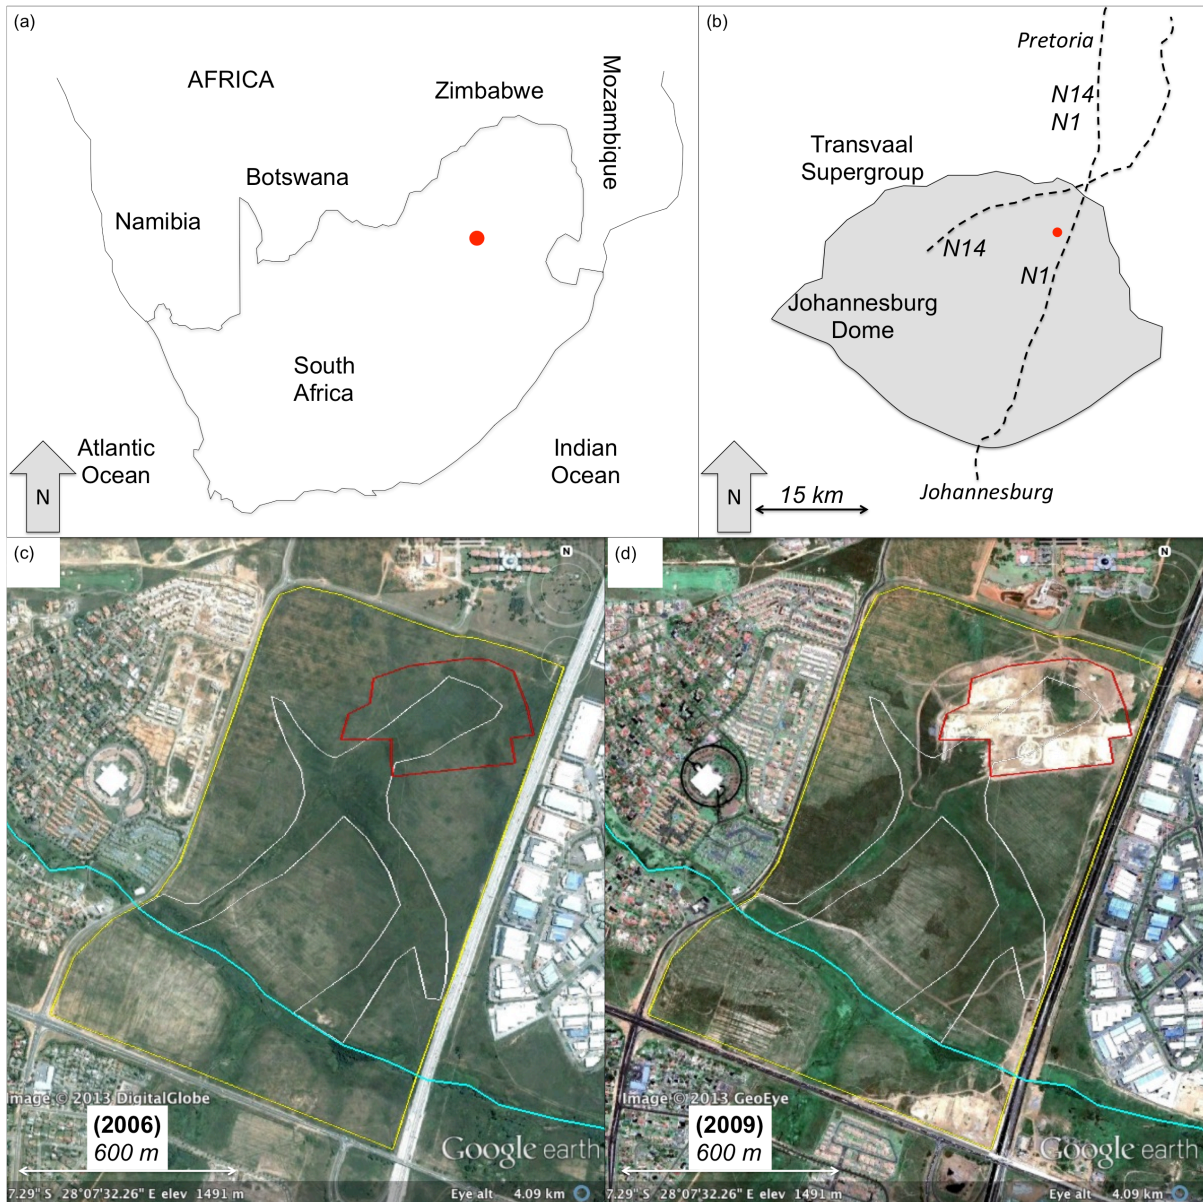 (a)
AFRICA
Zimbabwe
Mozambique
Botswana
Namibia
South
Africa
Atlantic
Ocean
Indian
Ocean
N
(b)
Pretoria
N14
N1
Transvaal
Supergroup
N14
N1
Johannesburg
Dome
N
15 km
Johannesburg
(c)
N
Image © 2013 DigitalGlobe
(2006)
600 m
Google earth
7.29" S 28°07'32.26" E elev 1491 m
Eye alt 4.09 km
(d)
N
Image © 2013 GeoEye
(2009)
600 m
Google earth
7.29" S 28°07'32.26" E elev 1491 m
Eye alt 4.09 km